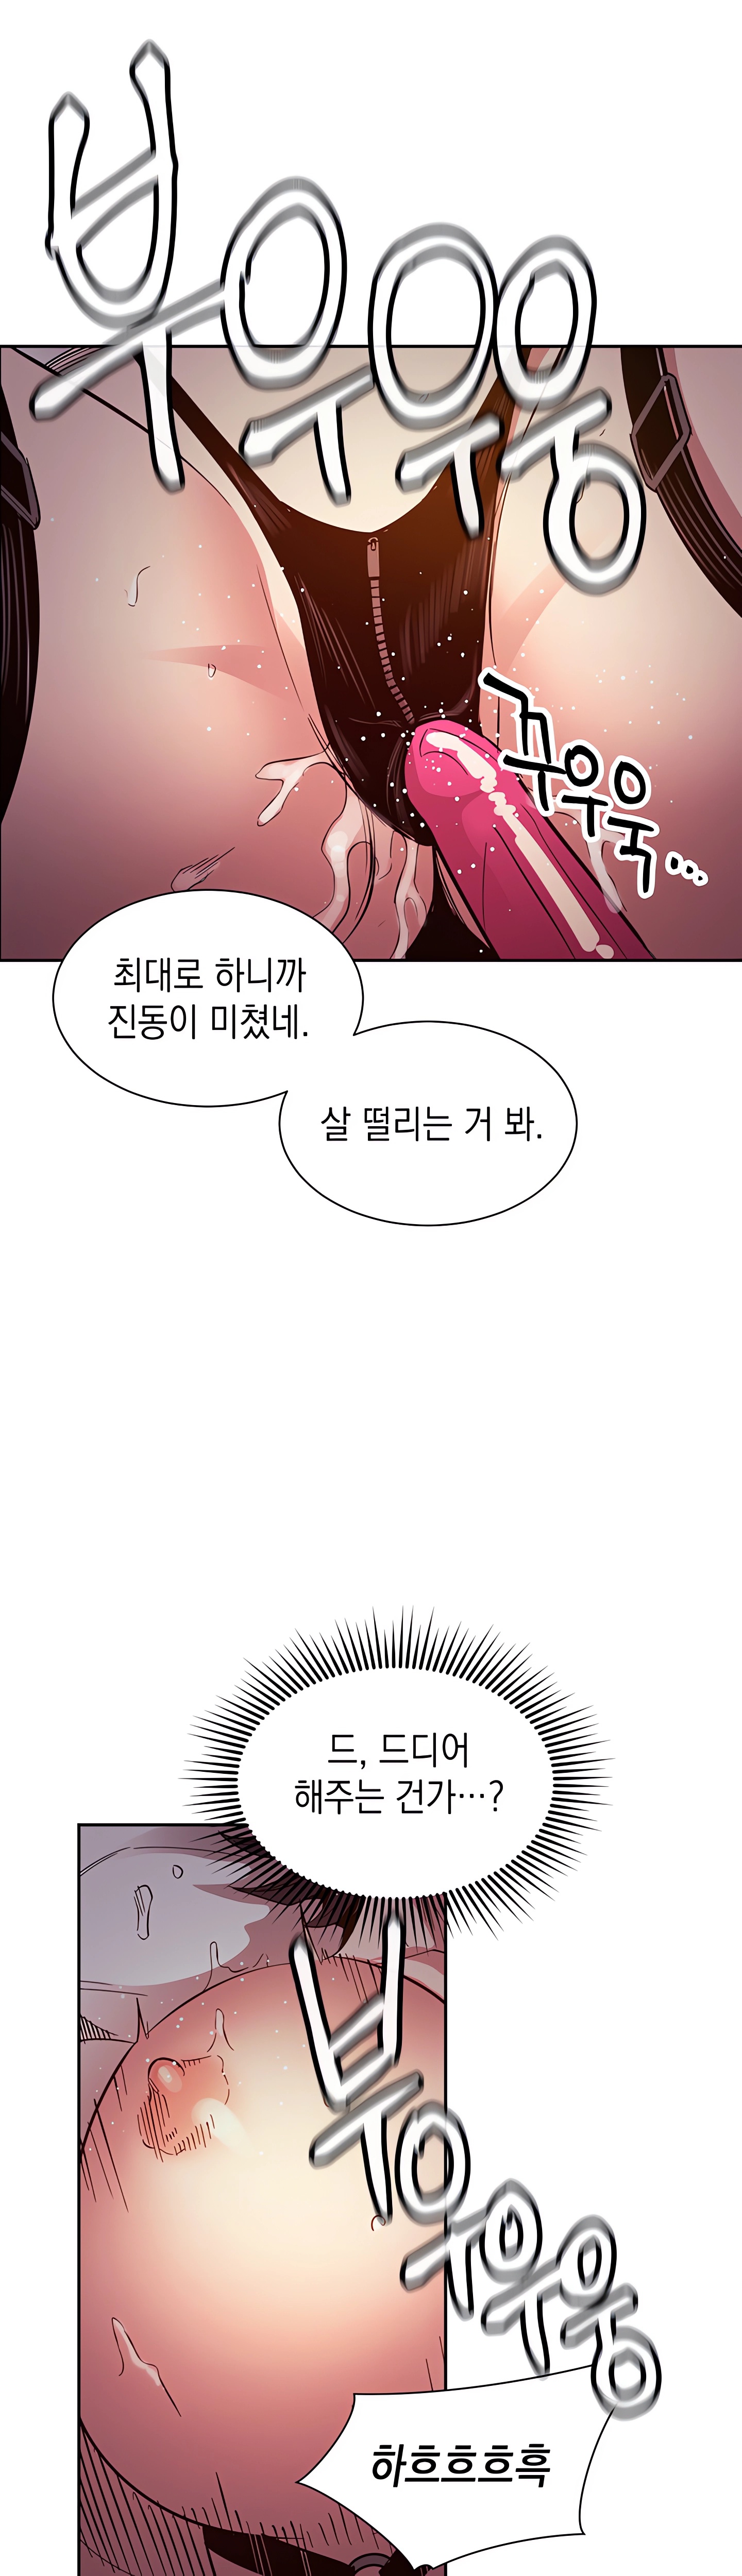 부우우웅
꾸우욱...
최대로 하니까
진동이 미쳤네.
살 떨리는 거 봐.
드, 드디어
해주는 건가…?
부우우웅
하흐흐흐흑